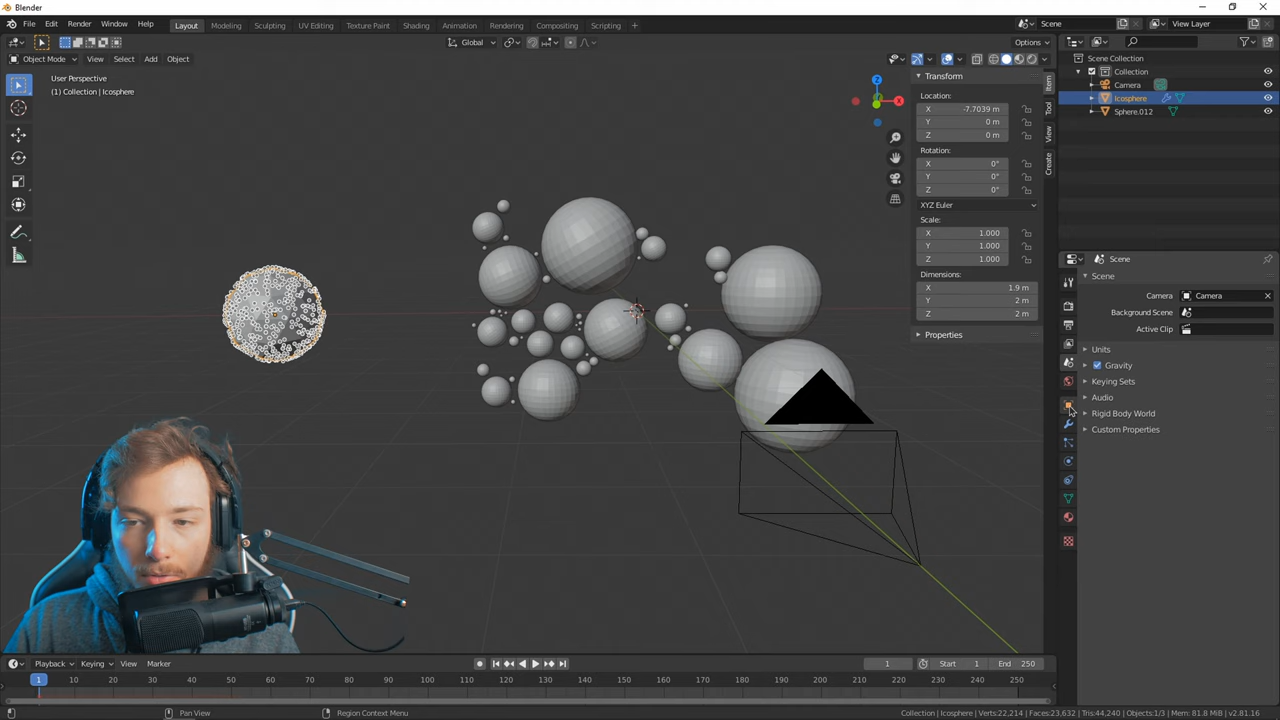 Blender
File Edit Render Window Help Layout Modeling Sculpting UV Editing Texture Paint Shading Animation Rendering Compositing Scripting Scene View Layer
Global Options
Object Mode View Select Add Object
User Perspective
(1) Collection | Icosphere
Z
X
Transform
Location:
X -7.7039 m
Y 0 m
Z 0 m
Rotation:
X 0°
Y 0°
Z 0°
XYZ Euler
Scale:
X 1.000
Y 1.000
Z 1.000
Dimensions:
X 1.9 m
Y 2 m
Z 2 m
Properties
Item
Tool
View
Create
Scene Collection
Collection
Camera
Icosphere
Sphere.012
Scene
Scene
Camera Camera
Background Scene
Active Clip
Units
Gravity
Keying Sets
Audio
Rigid Body World
Custom Properties
Playback Keying View Marker 1 Start 1 End 250
1 10 20 30 40 50 60 70 80 90 100 110 120 130 140 150 160 170 180 190 200 210 220 230 240 250
Select Pan View Region Context Menu Collection | Icosphere | Verts:22,214 | Faces:23,632 | Tris:44,240 | Objects:1/3 | Mem: 81.8 MiB | v2.81.16